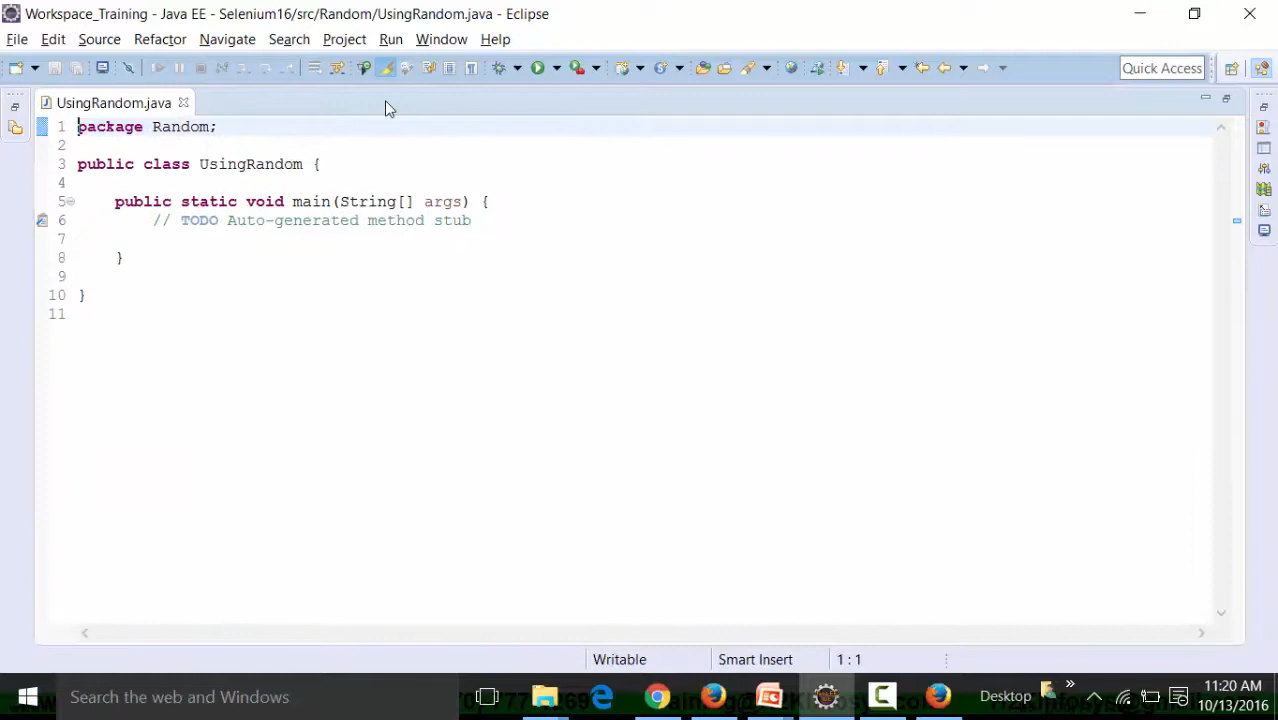 Workspace_Training - Java EE - Selenium16/src/Random/UsingRandom.java - Eclipse
File Edit Source Refactor Navigate Search Project Run Window Help
Quick Access
UsingRandom.java
1 package Random;
2
3 public class UsingRandom {
4
5 public static void main(String[] args) {
6 // TODO Auto-generated method stub
7
8 }
9
10 }
11
Writable Smart Insert 1 : 1
Search the web and Windows
Desktop
11:20 AM
10/13/2016